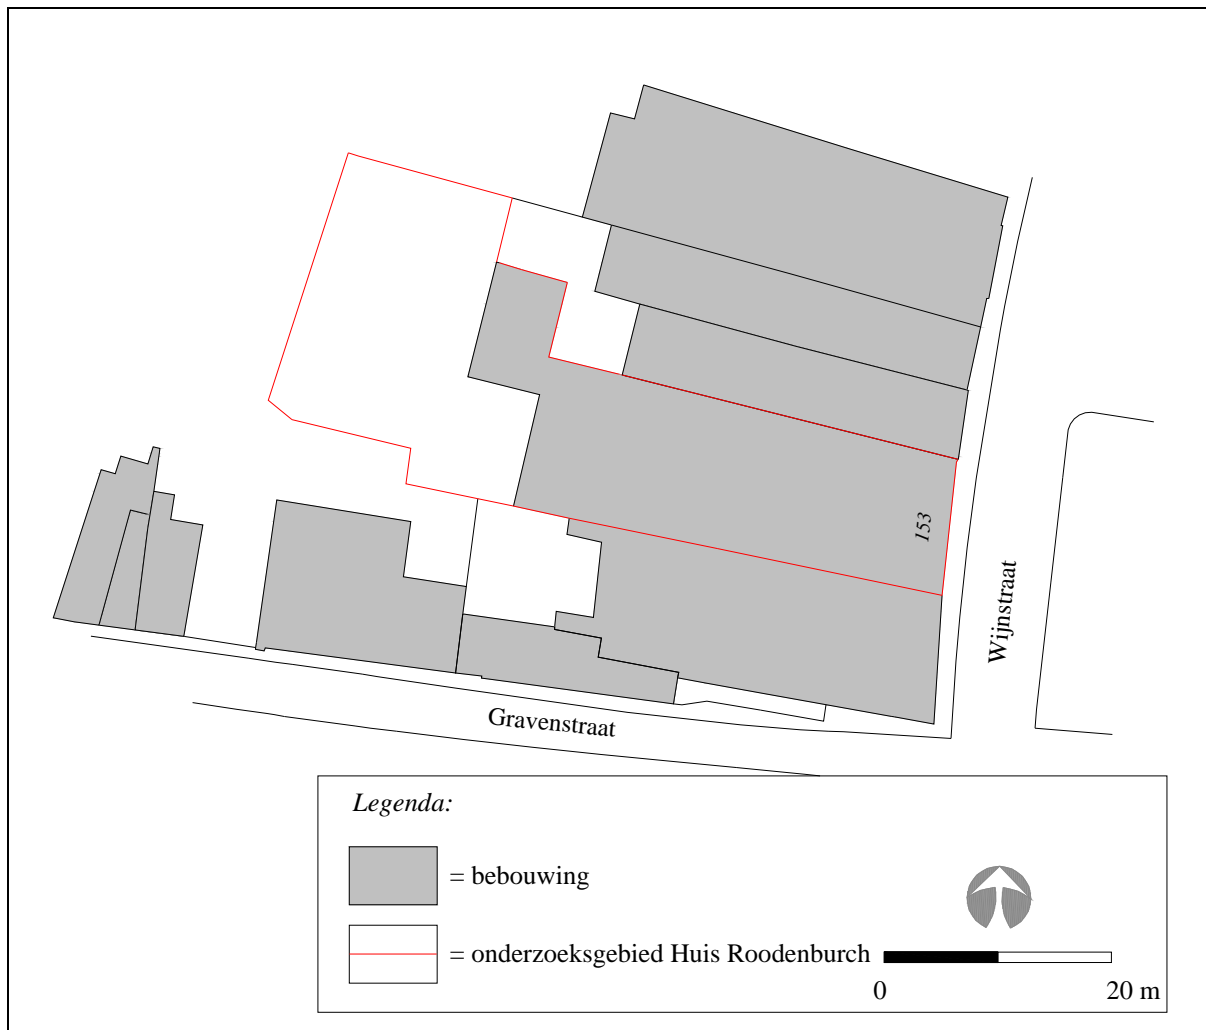 153
Wijnstraat
Gravenstraat
Legenda:
= bebouwing
= onderzoeksgebied Huis Roodenburch
0 20 m